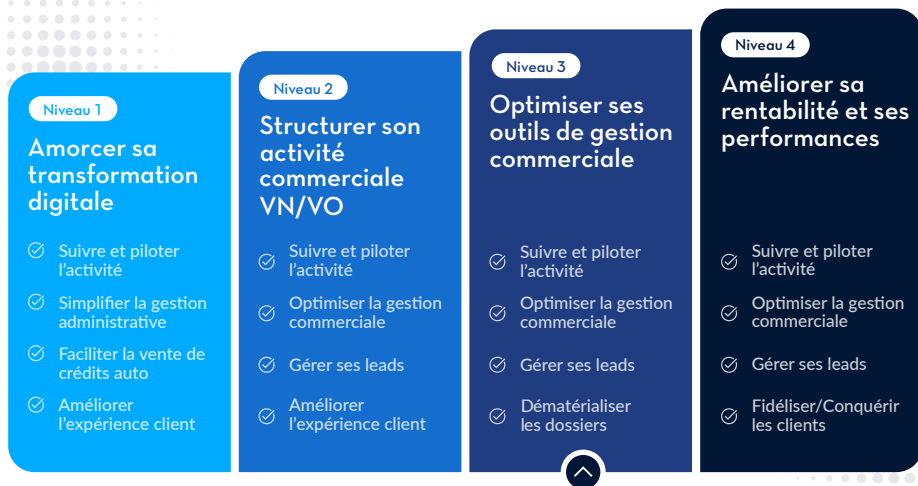 Niveau 1
Amorcer sa
transformation
digitale
Suivre et piloter
l'activité
Simplifier la gestion
administrative
Faciliter la vente de
crédits auto
Améliorer
l'expérience client
Niveau 2
Structurer son
activité
commerciale
VN/VO
Suivre et piloter
l'activité
Optimiser la gestion
commerciale
Gérer ses leads
Améliorer
l'expérience client
Niveau 3
Optimiser ses
outils de gestion
commerciale
Suivre et piloter
l'activité
Optimiser la gestion
commerciale
Gérer ses leads
Dématérialiser
les dossiers
Niveau 4
Améliorer sa
rentabilité et ses
performances
Suivre et piloter
l'activité
Optimiser la gestion
commerciale
Gérer ses leads
Fidéliser/Conquérir
les clients